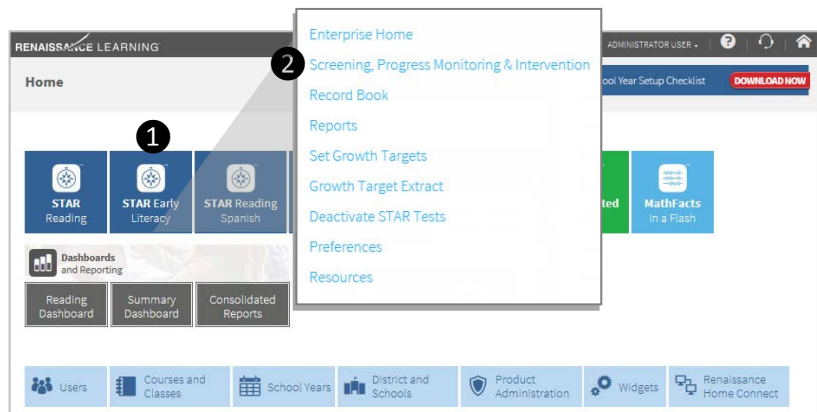 RENAISSANCE LEARNING
ADMINISTRATOR USER
?
Home
ool Year Setup Checklist
DOWNLOAD NOW
1
2
Enterprise Home
Screening, Progress Monitoring & Intervention
Record Book
Reports
Set Growth Targets
Growth Target Extract
Deactivate STAR Tests
Preferences
Resources
STAR
Reading
STAR Early
Literacy
STAR Reading
Spanish
ted
MathFacts
in a Flash
Dashboards
and Reporting
Reading
Dashboard
Summary
Dashboard
Consolidated
Reports
Users
Courses and
Classes
School Years
District and
Schools
Product
Administration
Widgets
Renaissance
Home Connect